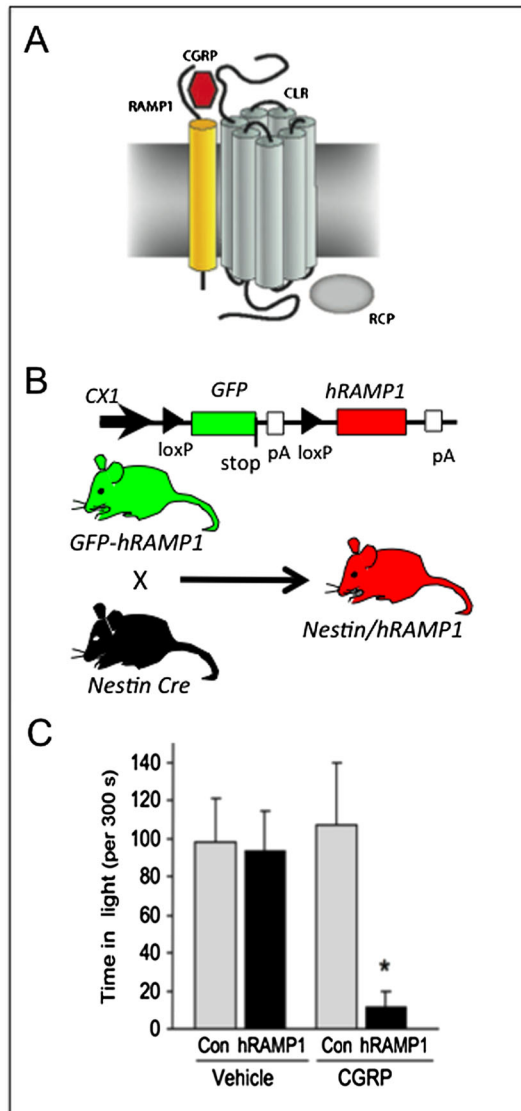 A
CGRP
RAMP1
CLR
RCP
B
CX1
GFP
hRAMP1
loxP
stop
pA
loxP
pA
GFP-hRAMP1
X
Nestin/hRAMP1
Nestin Cre
C
Time in light (per 300 s)
140
120
100
80
60
40
20
0
*
Con hRAMP1 Con hRAMP1
Vehicle CGRP